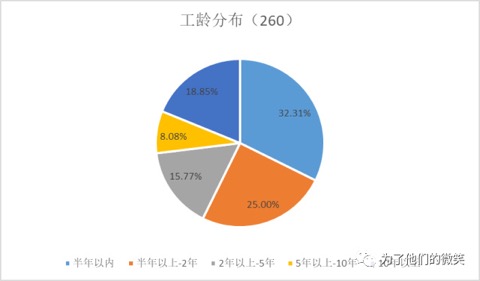 工龄分布（260）
18.85%
32.31%
8.08%
15.77%
25.00%
半年以内 半年以上-2年 2年以上-5年 5年以上-10年
为了他们的微笑